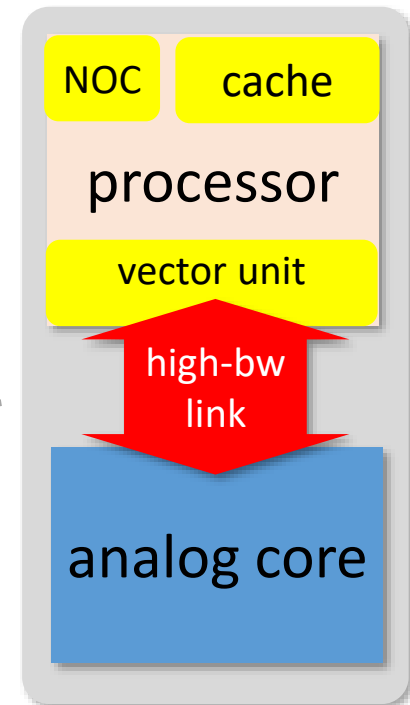 NOC cache
processor
vector unit
high-bw
link
analog core